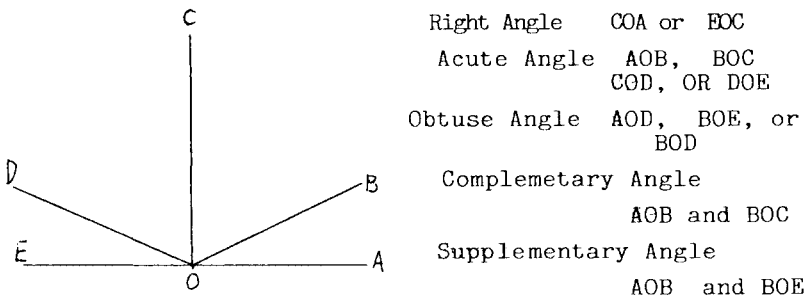 C
D
B
E
A
O
Right Angle COA or EOC
Acute Angle AOB, BOC
COD, OR DOE
Obtuse Angle AOD, BOE, or
BOD
Complemetary Angle
AOB and BOC
Supplementary Angle
AOB and BOE